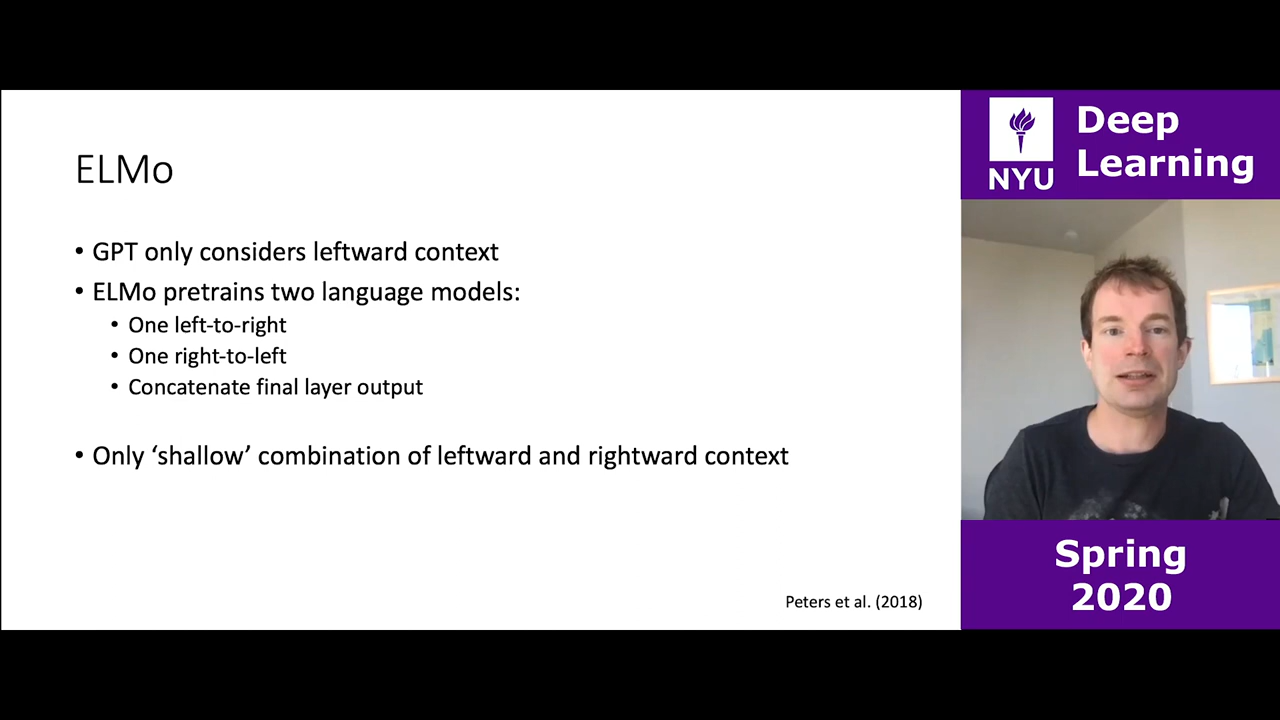 ELMo
• GPT only considers leftward context
• ELMo pretrains two language models:
• One left-to-right
• One right-to-left
• Concatenate final layer output
• Only ‘shallow’ combination of leftward and rightward context
Peters et al. (2018)
NYU
Deep
Learning
Spring
2020